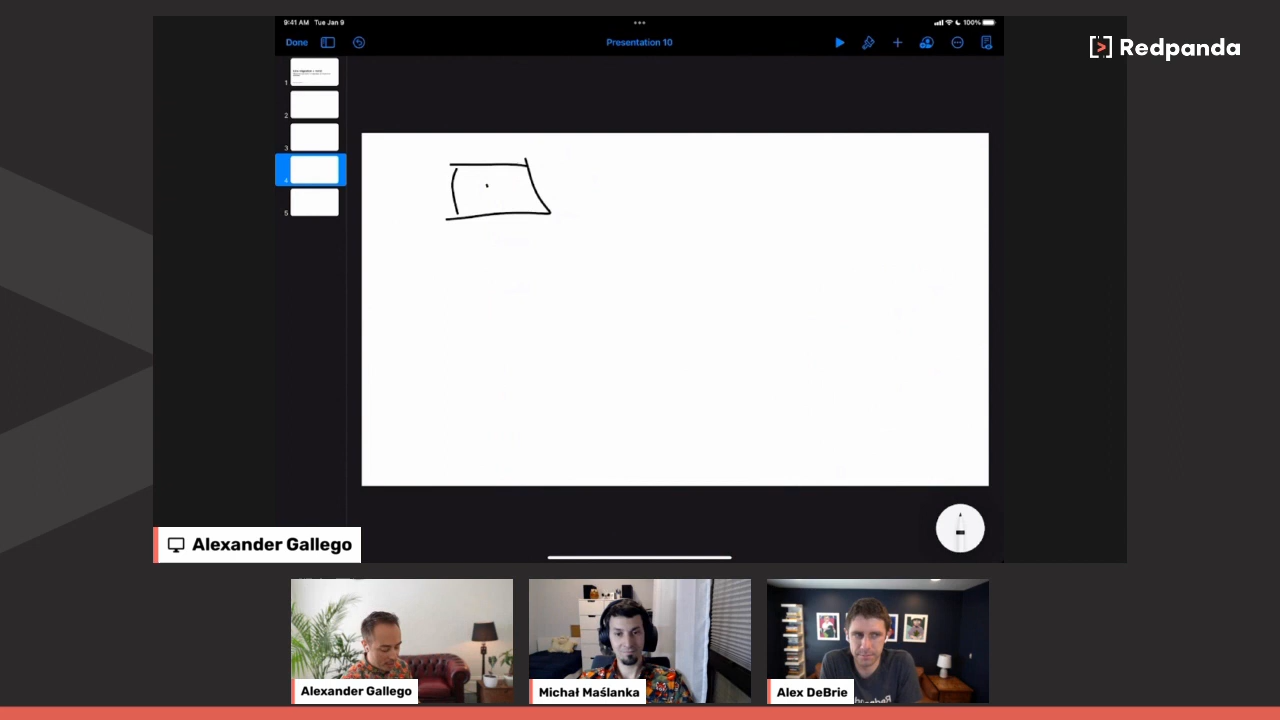 9:41 AM Tue Jan 9
100%
Done
Presentation 10
Redpanda
1
2
3
4
5
Alexander Gallego
Alexander Gallego
Michał Maślanka
Alex DeBrie